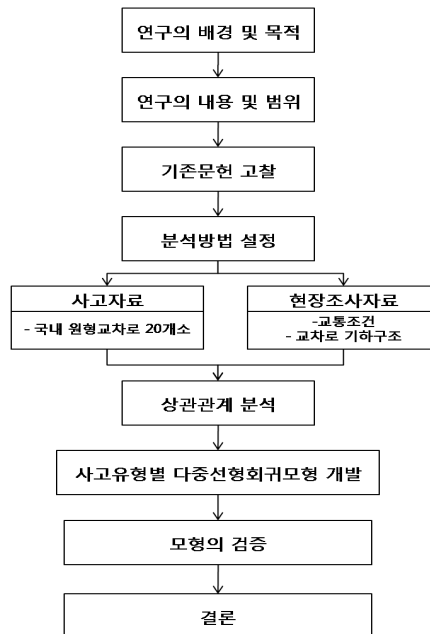 연구의 배경 및 목적
연구의 내용 및 범위
기존문헌 고찰
분석방법 설정
사고자료
- 국내 원형교차로 20개소
현장조사자료
-교통조건
- 교차로 기하구조
상관관계 분석
사고유형별 다중선형회귀모형 개발
모형의 검증
결론